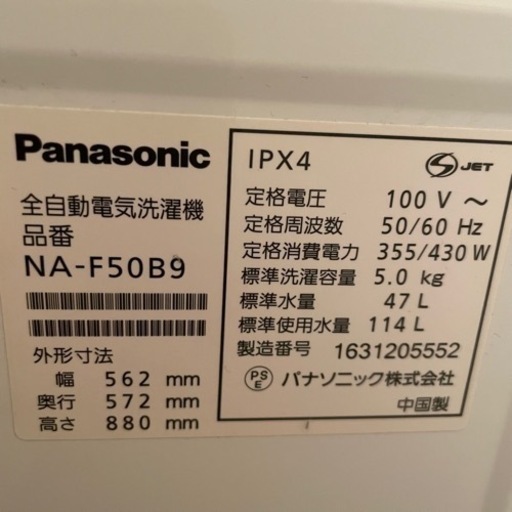 Panasonic
全自動電気洗濯機
品番
NA-F50B9
外形寸法
幅 562 mm
奥行 572 mm
高さ 880 mm
IPX4
S JET
定格電圧 100 V ～
定格周波数 50/60 Hz
定格消費電力 355/430 W
標準洗濯容量 5.0 kg
標準水量 47 L
標準使用水量 114 L
製造番号 1631205552
PSE パナソニック株式会社
中国製